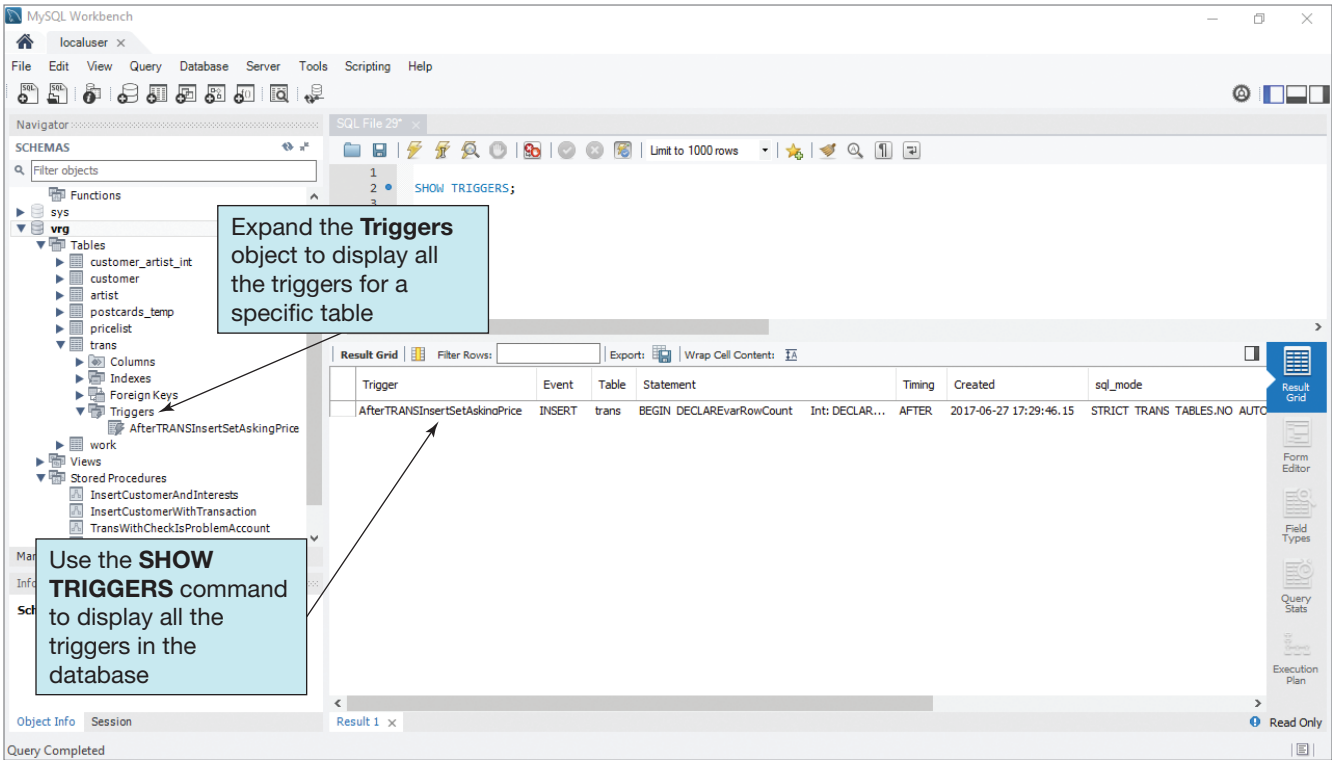 MySQL Workbench
localuser ×
File Edit View Query Database Server Tools Scripting Help
Navigator
SCHEMAS
Filter objects
Functions
sys
vrg
Tables
customer_artist_int
customer
artist
postcards_temp
pricelist
trans
Columns
Indexes
Foreign Keys
Triggers
AfterTRANSInsertSetAskingPrice
work
Views
Stored Procedures
InsertCustomerAndInterests
InsertCustomerWithTransaction
TransWithCheckIsProblemAccount
Object Info Session
Query Completed
SQL File 29* ×
Limit to 1000 rows
1
2 SHOW TRIGGERS;
3
Expand the Triggers
object to display all
the triggers for a
specific table
Use the SHOW
TRIGGERS command
to display all the
triggers in the
database
Result Grid Filter Rows: Export: Wrap Cell Content:
Trigger Event Table Statement Timing Created sql_mode
AfterTRANSInsertSetAskingPrice INSERT trans BEGIN DECLAREvarRowCount Int; DECLAR... AFTER 2017-06-27 17:29:46.15 STRICT_TRANS_TABLES,NO_AUTO
Result
Grid
Form
Editor
Field
Types
Query
Stats
Execution
Plan
Result 1 ×
Read Only